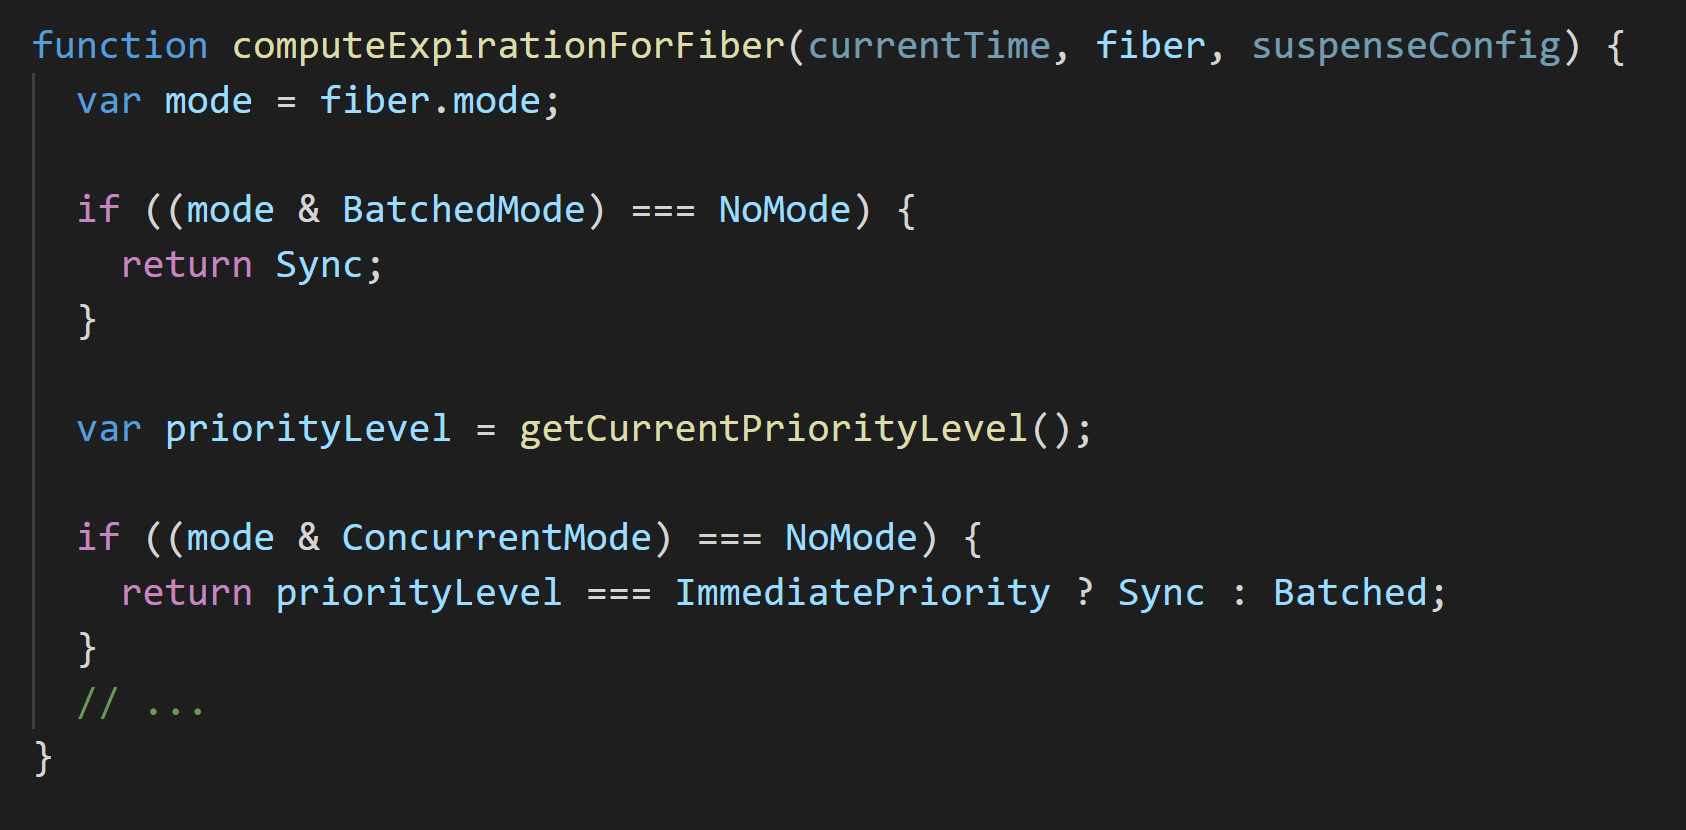 function computeExpirationForFiber(currentTime, fiber, suspenseConfig) {
  var mode = fiber.mode;

  if ((mode & BatchedMode) === NoMode) {
    return Sync;
  }

  var priorityLevel = getCurrentPriorityLevel();

  if ((mode & ConcurrentMode) === NoMode) {
    return priorityLevel === ImmediatePriority ? Sync : Batched;
  }
  // ...
}